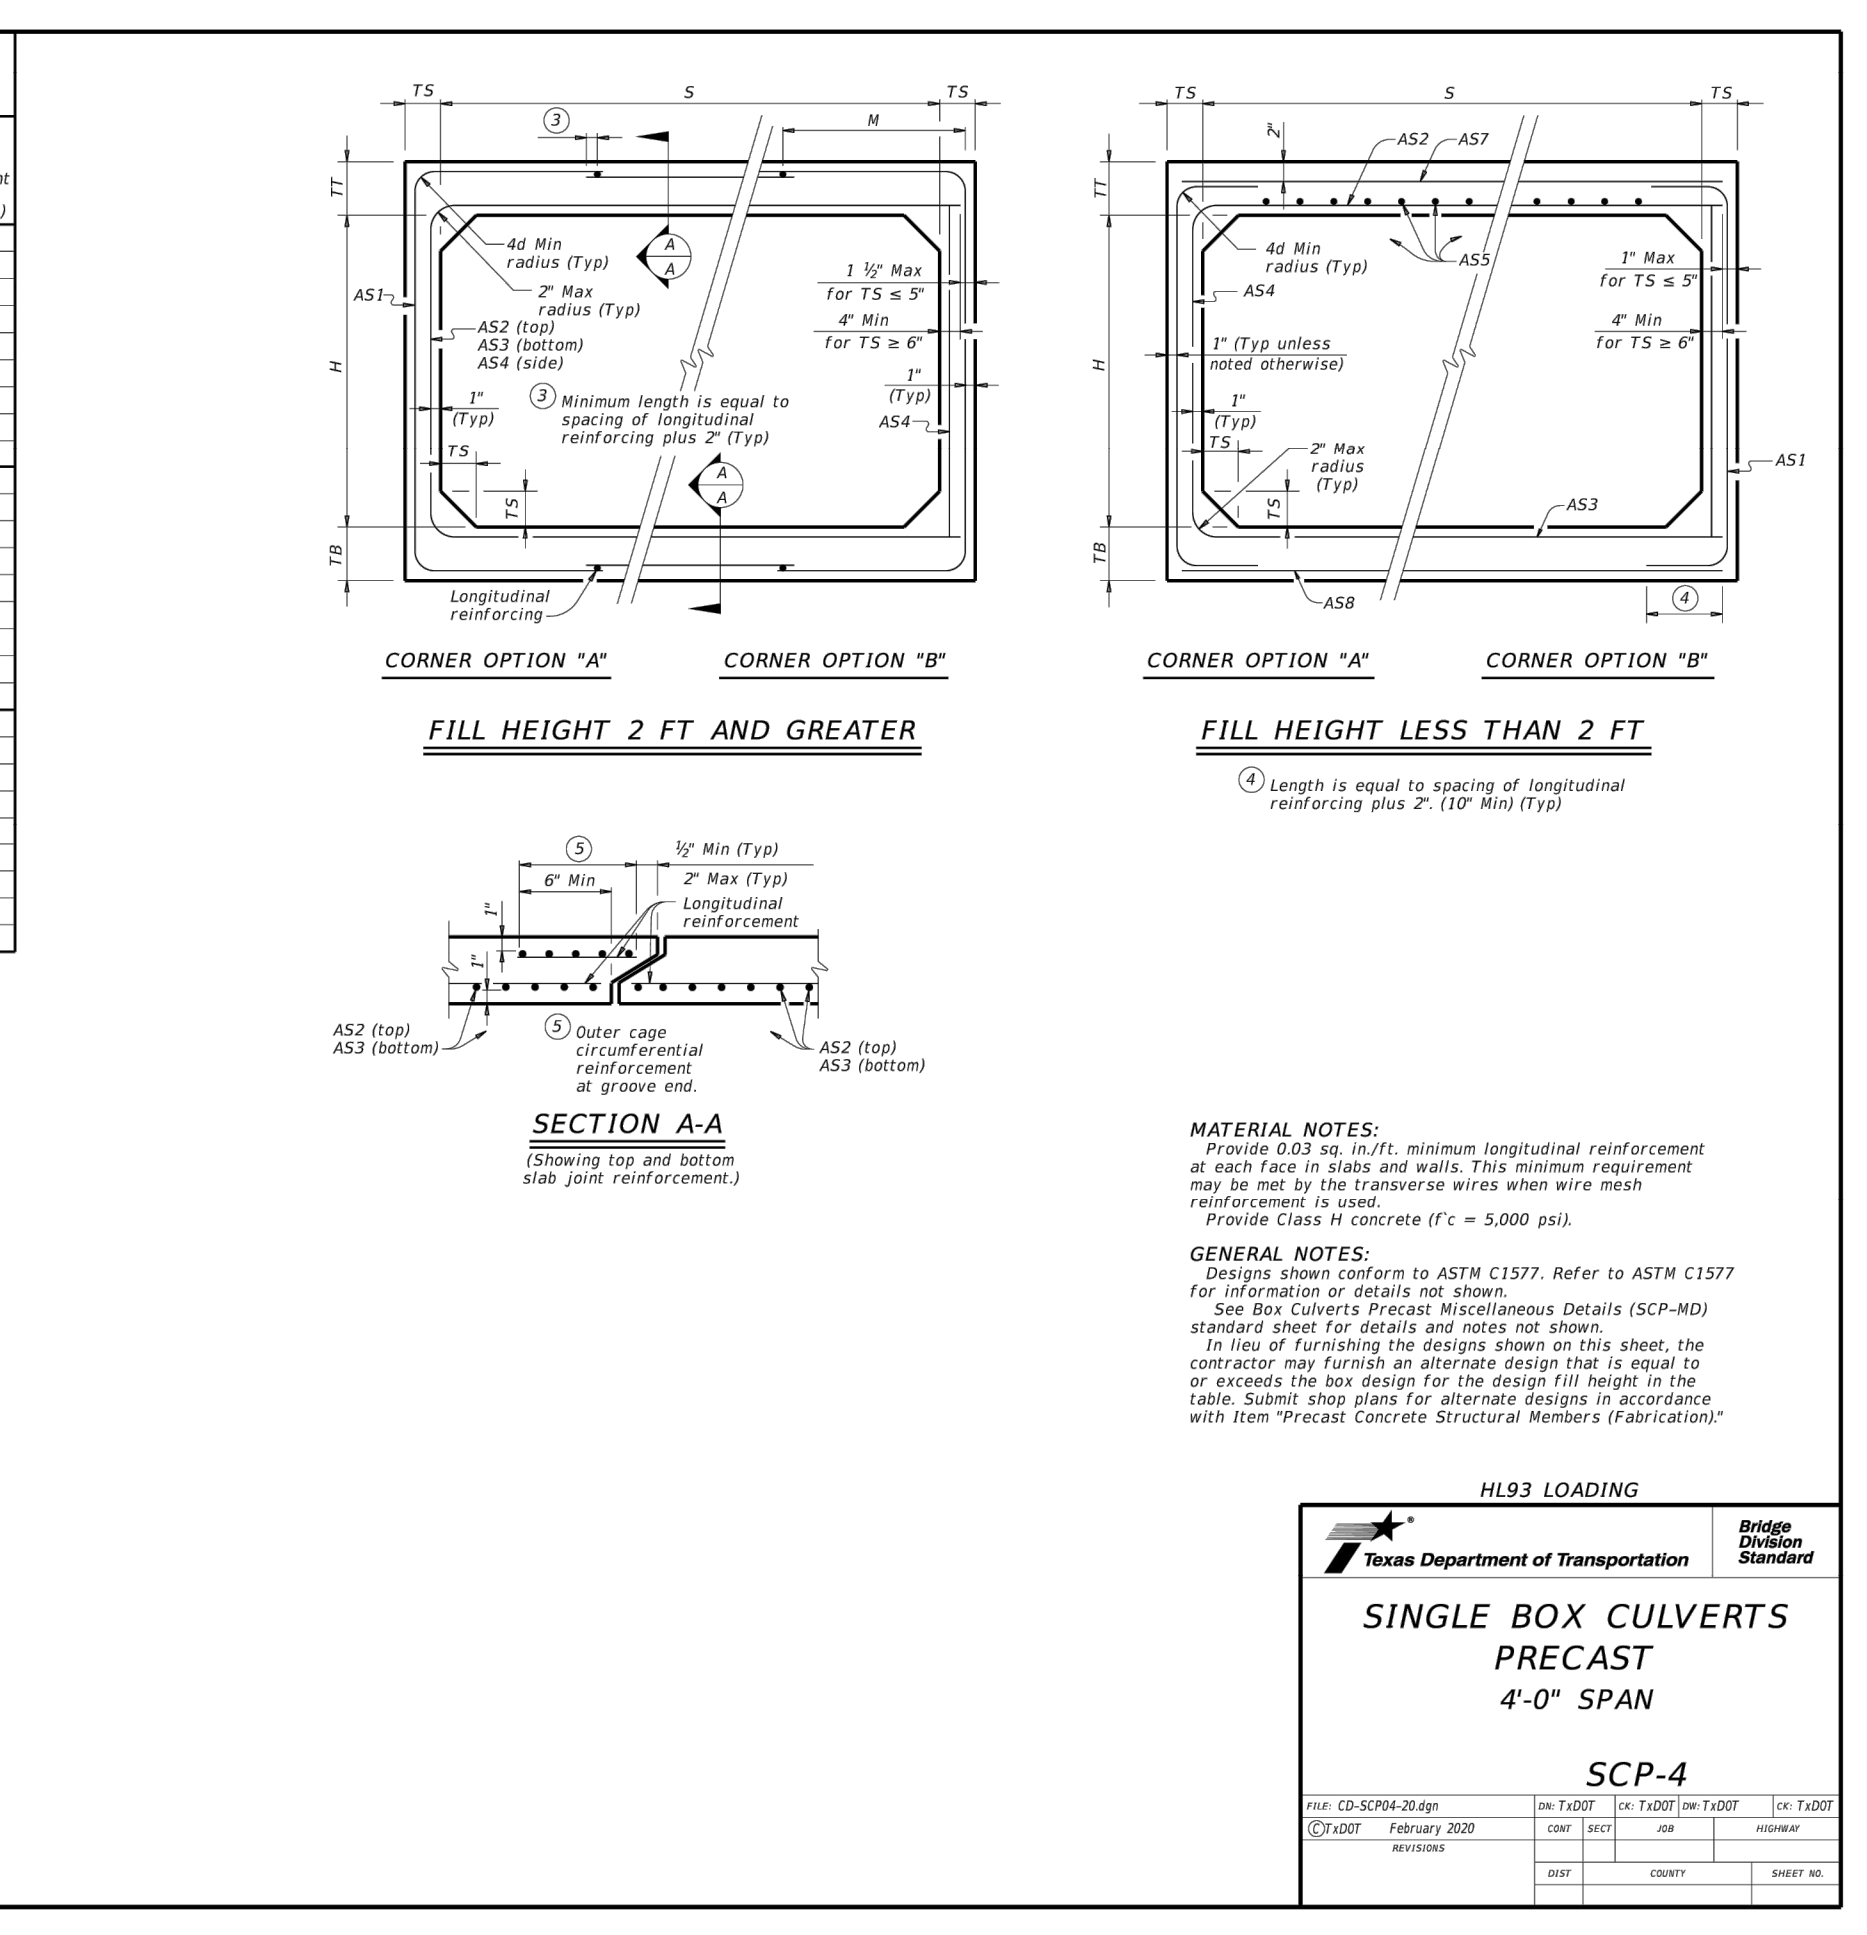 nt
)
TS
S
TS
3
M
TT
4d Min
radius (Typ)
A
A
2" Max
radius (Typ)
AS1
AS2 (top)
AS3 (bottom)
AS4 (side)
1 ½" Max
for TS ≤ 5"
4" Min
for TS ≥ 6"
H
1"
(Typ)
3 Minimum length is equal to
spacing of longitudinal
reinforcing plus 2" (Typ)
1"
(Typ)
AS4
TS
A
A
TS
TB
Longitudinal
reinforcing
CORNER OPTION "A"
CORNER OPTION "B"
FILL HEIGHT 2 FT AND GREATER
TS
S
TS
2"
AS2
AS7
TT
4d Min
radius (Typ)
AS5
1" Max
for TS ≤ 5"
AS4
4" Min
for TS ≥ 6"
1" (Typ unless
noted otherwise)
H
1"
(Typ)
TS
2" Max
radius
(Typ)
AS1
TS
AS3
TB
AS8
4
CORNER OPTION "A"
CORNER OPTION "B"
FILL HEIGHT LESS THAN 2 FT
4 Length is equal to spacing of longitudinal
reinforcing plus 2". (10" Min) (Typ)
5
½" Min (Typ)
6" Min
2" Max (Typ)
Longitudinal
reinforcement
1"
1"
AS2 (top)
AS3 (bottom)
5 Outer cage
circumferential
reinforcement
at groove end.
AS2 (top)
AS3 (bottom)
SECTION A-A
(Showing top and bottom
slab joint reinforcement.)
MATERIAL NOTES:
Provide 0.03 sq. in./ft. minimum longitudinal reinforcement
at each face in slabs and walls. This minimum requirement
may be met by the transverse wires when wire mesh
reinforcement is used.
Provide Class H concrete (f`c = 5,000 psi).
GENERAL NOTES:
Designs shown conform to ASTM C1577. Refer to ASTM C1577
for information or details not shown.
See Box Culverts Precast Miscellaneous Details (SCP-MD)
standard sheet for details and notes not shown.
In lieu of furnishing the designs shown on this sheet, the
contractor may furnish an alternate design that is equal to
or exceeds the box design for the design fill height in the
table. Submit shop plans for alternate designs in accordance
with Item "Precast Concrete Structural Members (Fabrication)."
HL93 LOADING
®
Texas Department of Transportation
Bridge
Division
Standard
SINGLE BOX CULVERTS
PRECAST
4'-0" SPAN
SCP-4
FILE: CD-SCP04-20.dgn DN: TxDOT CK: TxDOT DW: TxDOT CK: TxDOT
©TxDOT February 2020 CONT SECT JOB HIGHWAY
REVISIONS
DIST COUNTY SHEET NO.